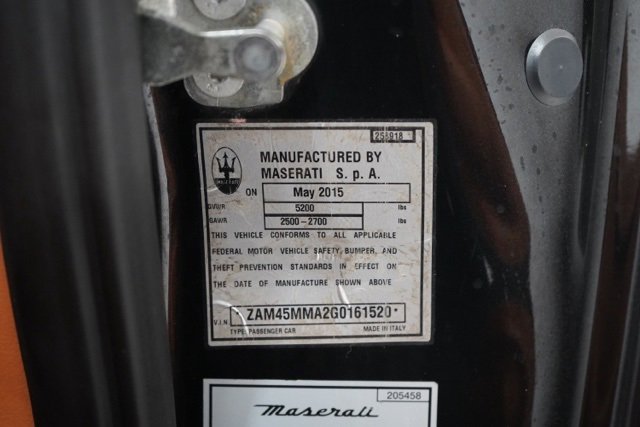 258918
MANUFACTURED BY
MASERATI S. p A.
ON May 2015
GVWR 5200 lbs
GAWR 2500-2700 lbs
THIS VEHICLE CONFORMS TO ALL APPLICABLE
FEDERAL MOTOR VEHICLE SAFETY, BUMPER, AND
THEFT PREVENTION STANDARDS IN EFFECT ON
THE DATE OF MANUFACTURE SHOWN ABOVE
V.I.N. *ZAM45MMA2G0161520*
TYPE: PASSENGER CAR MADE IN ITALY
205458
Maserati